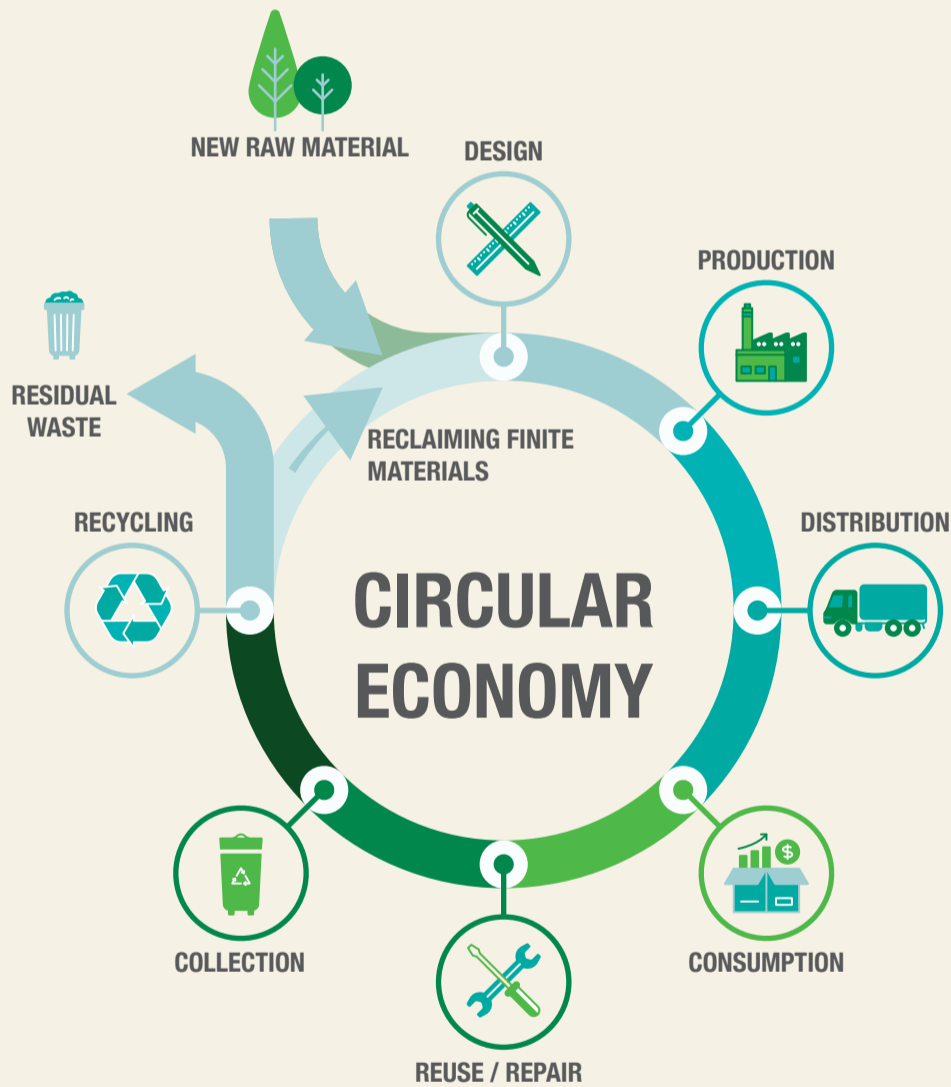 NEW RAW MATERIAL
DESIGN
PRODUCTION
RESIDUAL
WASTE
RECLAIMING FINITE
MATERIALS
RECYCLING
DISTRIBUTION
CIRCULAR
ECONOMY
$
COLLECTION
CONSUMPTION
REUSE / REPAIR